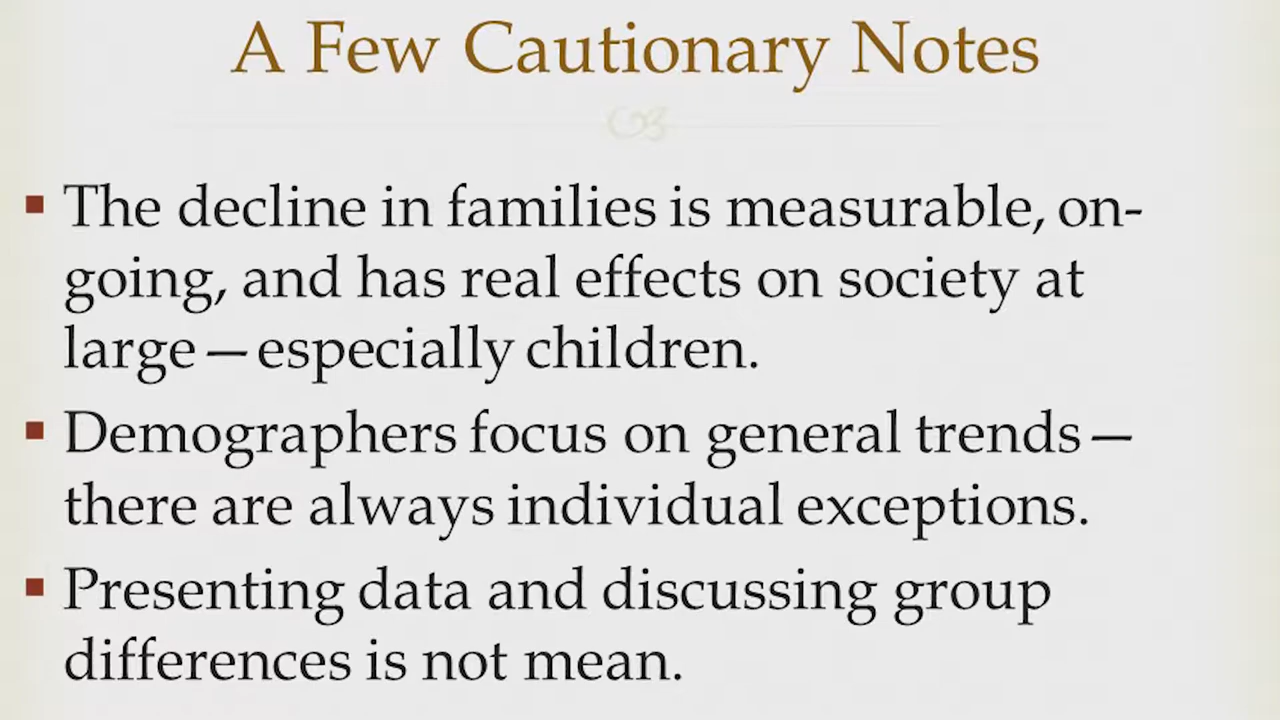 A Few Cautionary Notes
▪ The decline in families is measurable, on-
going, and has real effects on society at
large—especially children.
▪ Demographers focus on general trends—
there are always individual exceptions.
▪ Presenting data and discussing group
differences is not mean.